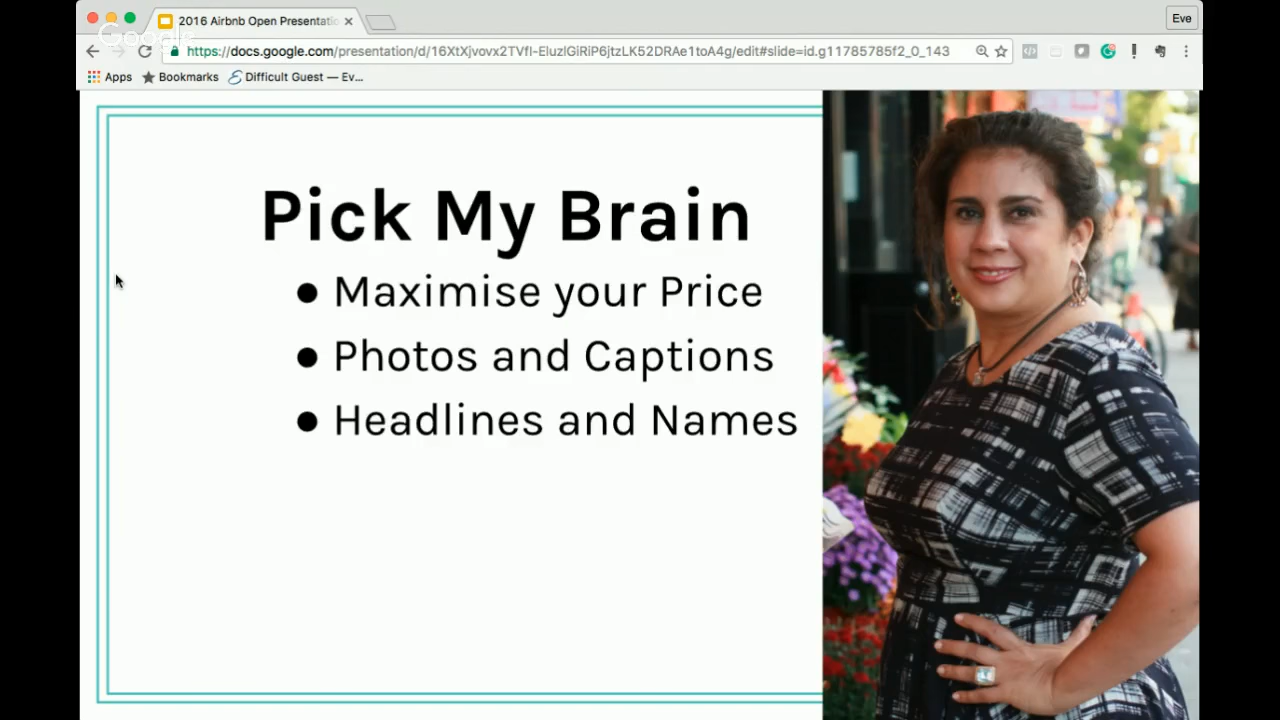 2016 Airbnb Open Presentatio
Eve
Google
https://docs.google.com/presentation/d/16XtXjvovx2TVfI-EluzlGiRiP6jtzLK52DRAe1toA4g/edit#slide=id.g11785785f2_0_143
Apps Bookmarks Difficult Guest — Ev...
Pick My Brain
● Maximise your Price
● Photos and Captions
● Headlines and Names